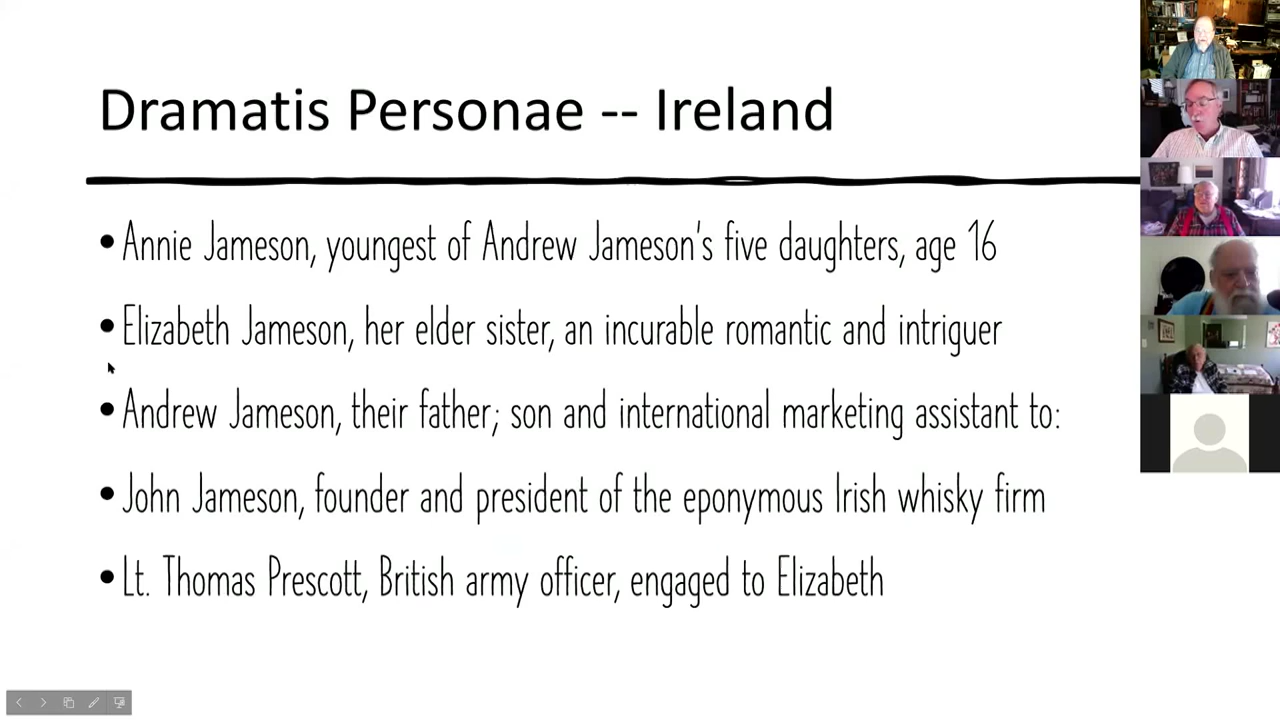 Dramatis Personae -- Ireland
•Annie Jameson, youngest of Andrew Jameson's five daughters, age 16
•Elizabeth Jameson, her elder sister, an incurable romantic and intriguer
•Andrew Jameson, their father; son and international marketing assistant to:
•John Jameson, founder and president of the eponymous Irish whisky firm
•Lt. Thomas Prescott, British army officer, engaged to Elizabeth